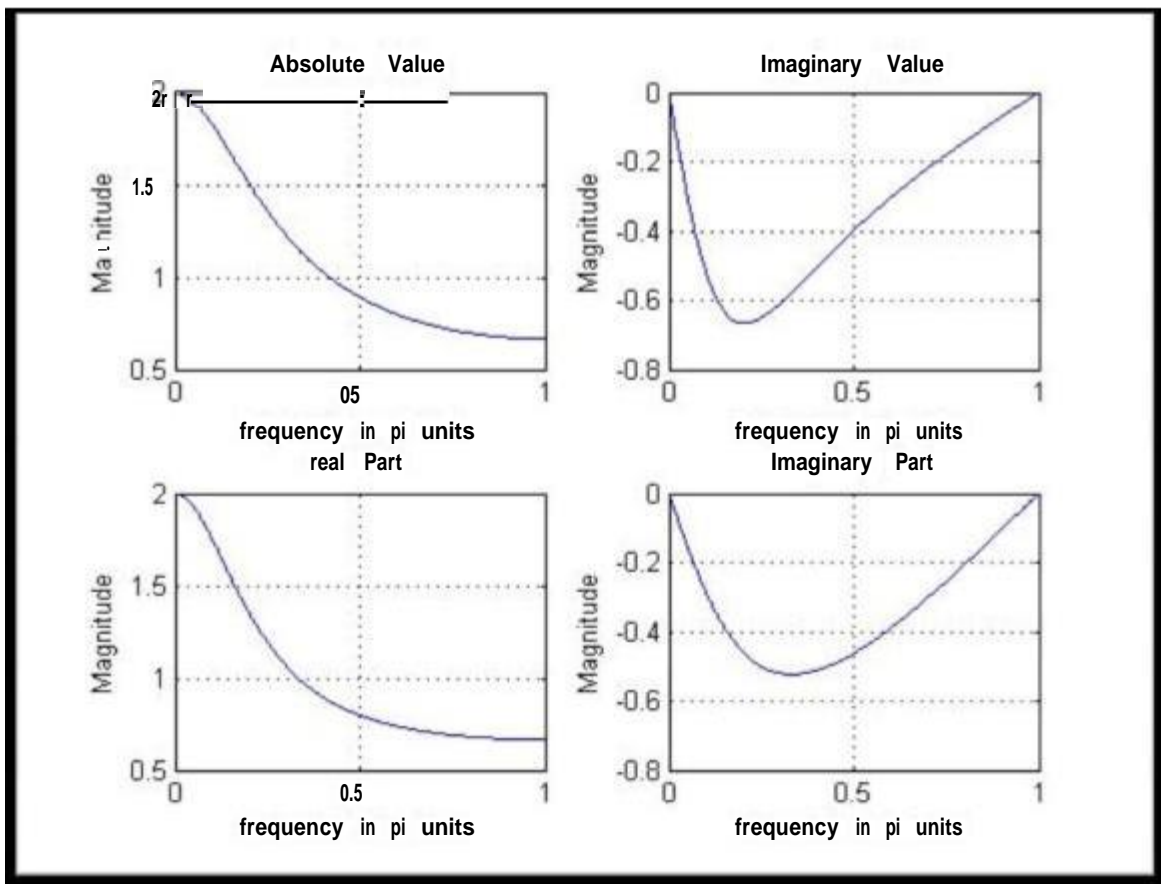 Absolute Value
Imaginary Value
2
2r r
1.5
1
0.5
0 05 1
Ma nitude
frequency in pi units
0
-0.2
-0.4
-0.6
-0.8
0 0.5 1
Magnitude
frequency in pi units
real Part
Imaginary Part
2
1.5
1
0.5
0 0.5 1
Magnitude
frequency in pi units
0
-0.2
-0.4
-0.6
-0.8
0 0.5 1
Magnitude
frequency in pi units